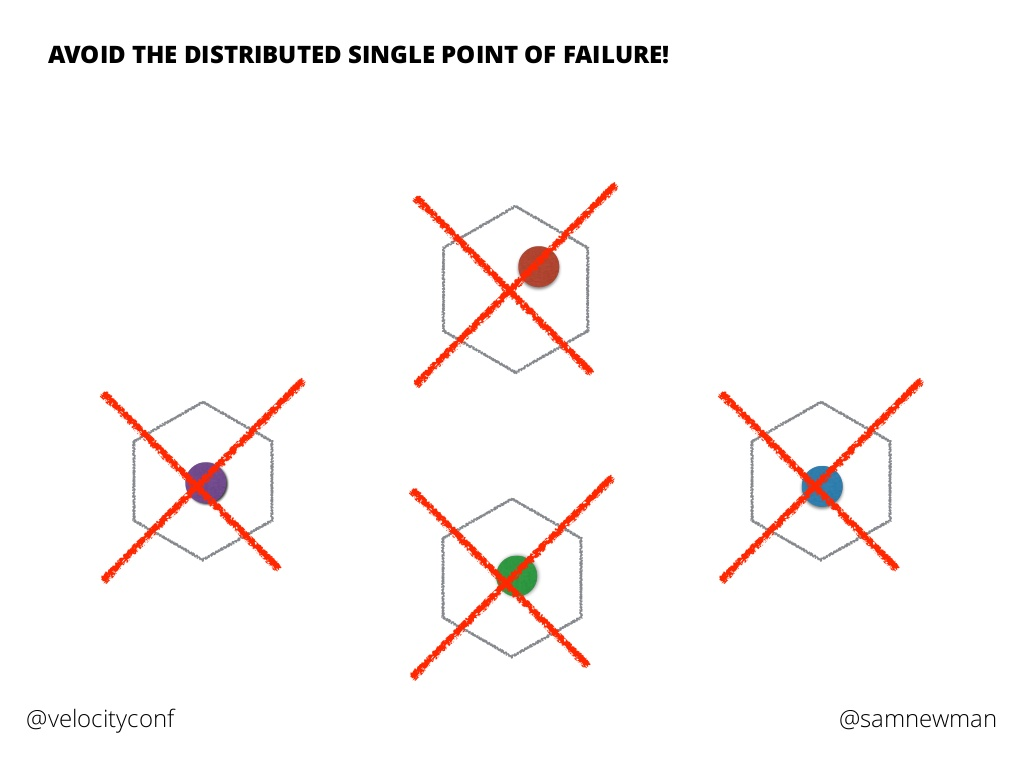 AVOID THE DISTRIBUTED SINGLE POINT OF FAILURE!
@velocityconf
@samnewman